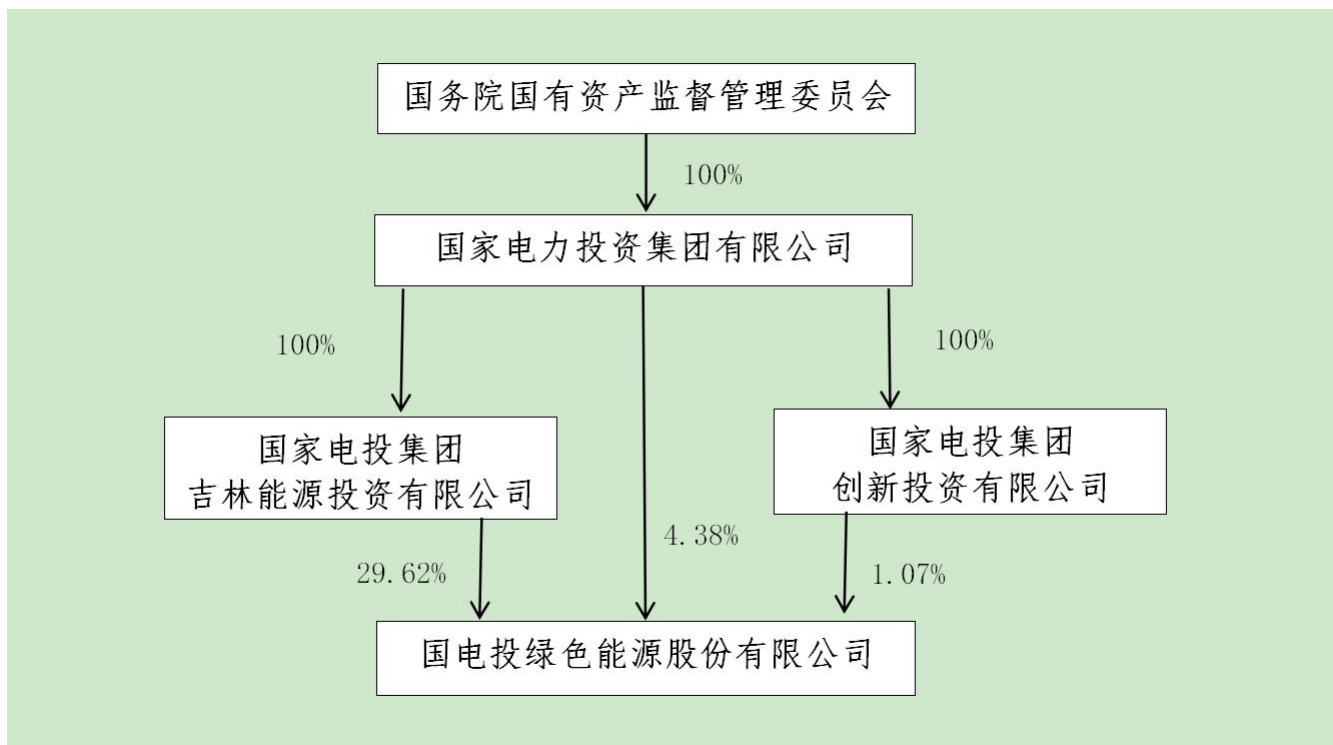 国务院国有资产监督管理委员会
100%
国家电力投资集团有限公司
100%
100%
国家电投集团
吉林能源投资有限公司
国家电投集团
创新投资有限公司
4.38%
29.62%
1.07%
国电投绿色能源股份有限公司